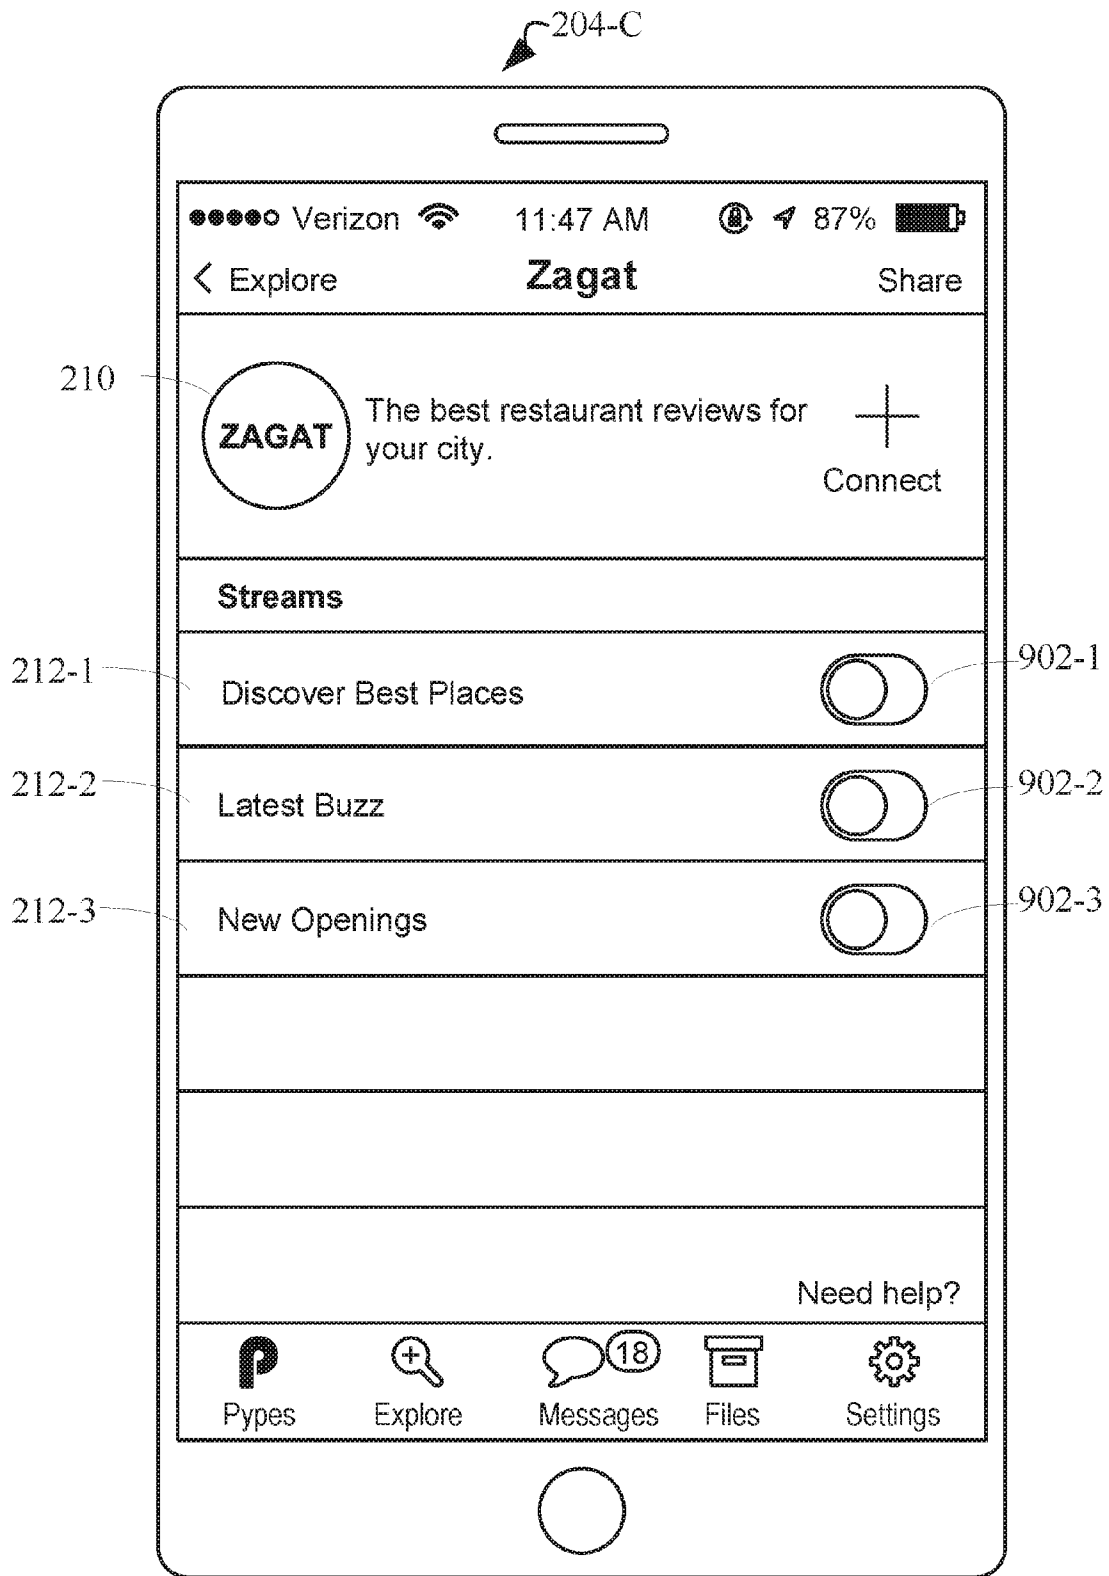 204-C
Verizon 11:47 AM 87%
Explore Zagat Share
210
ZAGAT
The best restaurant reviews for
your city.
Connect
Streams
212-1 Discover Best Places 902-1
212-2 Latest Buzz 902-2
212-3 New Openings 902-3
Need help?
18
Pypes Explore Messages Files Settings